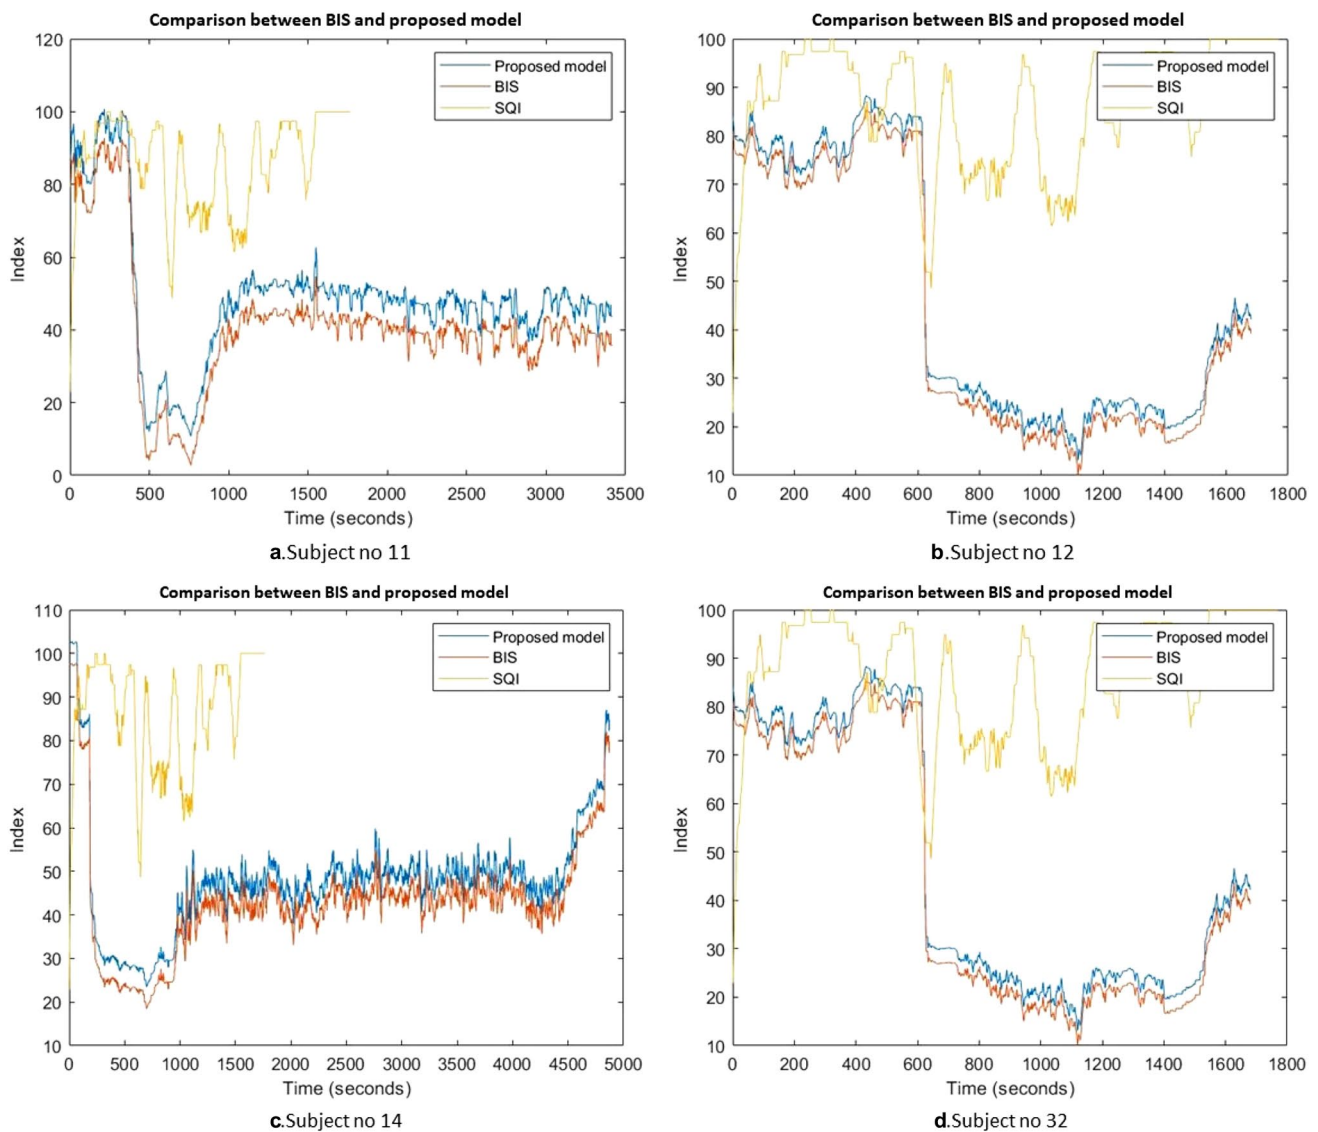 Comparison between BIS and proposed model
120
100
80
60
40
20
0
Index
Proposed model
BIS
SQI
0 500 1000 1500 2000 2500 3000 3500
Time (seconds)
a.Subject no 11
Comparison between BIS and proposed model
100
90
80
70
60
50
40
30
20
10
Index
Proposed model
BIS
SQI
0 200 400 600 800 1000 1200 1400 1600 1800
Time (seconds)
b.Subject no 12
Comparison between BIS and proposed model
110
100
90
80
70
60
50
40
30
20
10
Index
Proposed model
BIS
SQI
0 500 1000 1500 2000 2500 3000 3500 4000 4500 5000
Time (seconds)
c.Subject no 14
Comparison between BIS and proposed model
100
90
80
70
60
50
40
30
20
10
Index
Proposed model
BIS
SQI
0 200 400 600 800 1000 1200 1400 1600 1800
Time (seconds)
d.Subject no 32